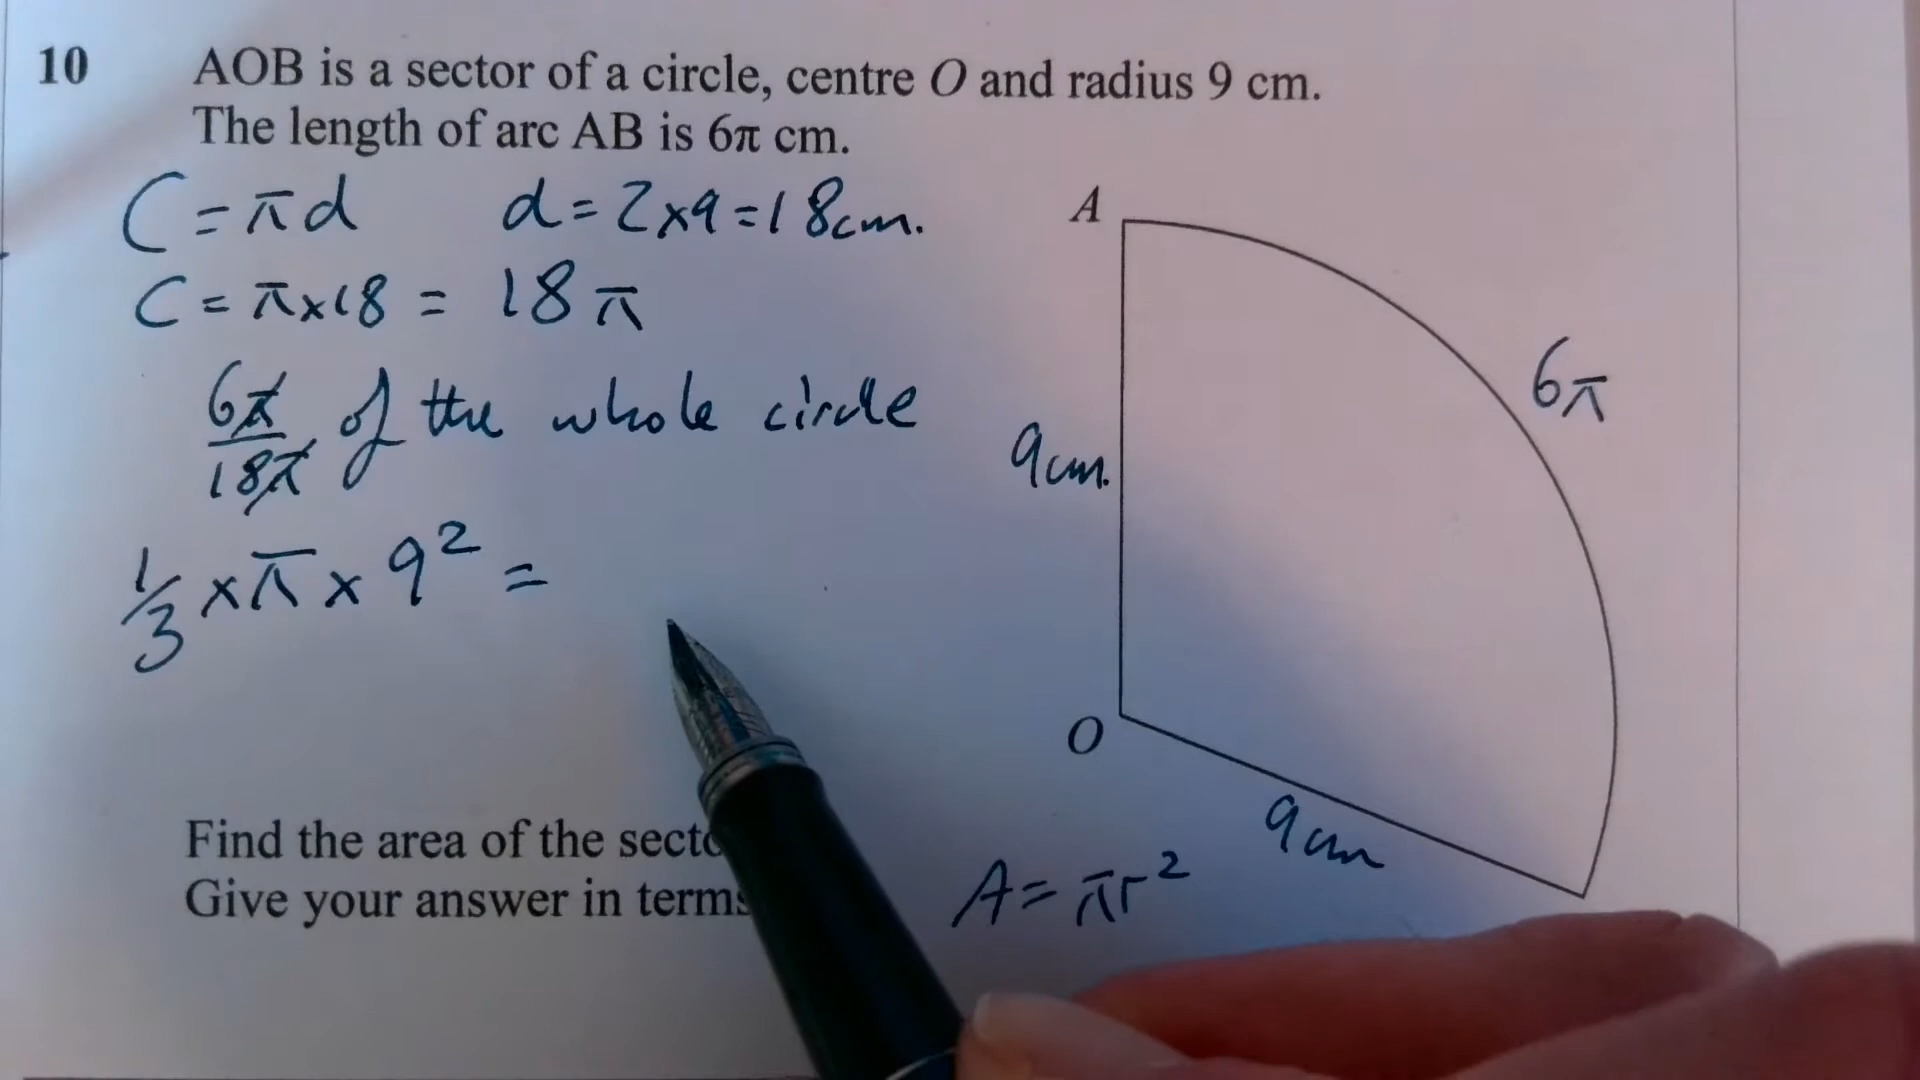 10 AOB is a sector of a circle, centre O and radius 9 cm.
The length of arc AB is 6π cm.
C = πd d = 2×9 = 18cm.
C = π×18 = 18π
6π/18π of the whole circle
1/3 × π × 9² =
A
6π
9cm.
O
9cm
Find the area of the
Give your answer in
A = πr²